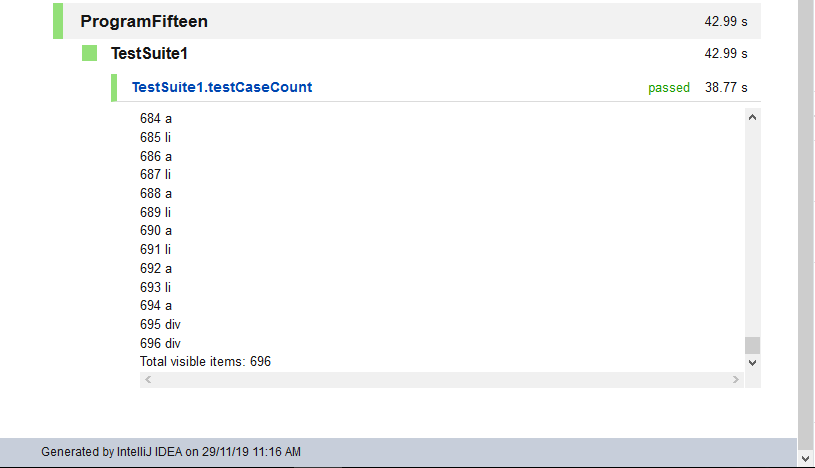 ProgramFifteen 42.99 s
TestSuite1 42.99 s
TestSuite1.testCaseCount passed 38.77 s
684 a
685 li
686 a
687 li
688 a
689 li
690 a
691 li
692 a
693 li
694 a
695 div
696 div
Total visible items: 696
Generated by IntelliJ IDEA on 29/11/19 11:16 AM